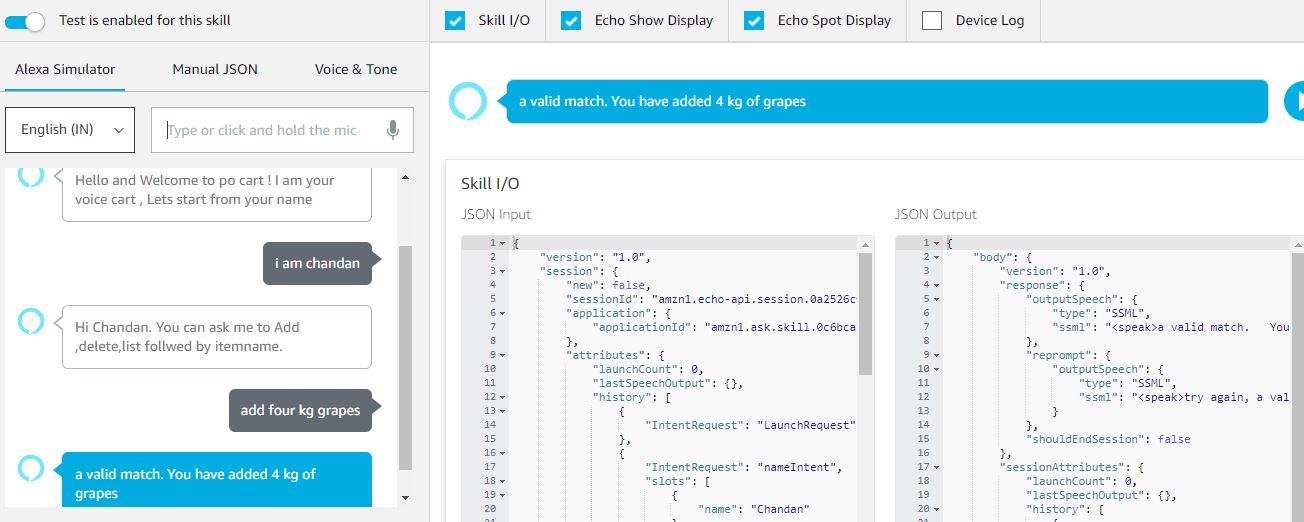 Test is enabled for this skill
Skill I/O
Echo Show Display
Echo Spot Display
Device Log
Alexa Simulator
Manual JSON
Voice & Tone
English (IN)
Type or click and hold the mic
Hello and Welcome to po cart ! I am your
voice cart , Lets start from your name
i am chandan
Hi Chandan. You can ask me to Add
,delete,list follwed by itemname.
add four kg grapes
a valid match. You have added 4 kg of
grapes
a valid match. You have added 4 kg of grapes
Skill I/O
JSON Input
1 {
2 "version": "1.0",
3 "session": {
4 "new": false,
5 "sessionId": "amzn1.echo-api.session.0a2526c
6 "application": {
7 "applicationId": "amzn1.ask.skill.0c6bca
8 },
9 "attributes": {
10 "launchCount": 0,
11 "lastSpeechOutput": {},
12 "history": [
13 {
14 "IntentRequest": "LaunchRequest"
15 },
16 {
17 "IntentRequest": "nameIntent",
18 "slots": [
19 {
20 "name": "Chandan"
JSON Output
1 {
2 "body": {
3 "version": "1.0",
4 "response": {
5 "outputSpeech": {
6 "type": "SSML",
7 "ssml": "<speak>a valid match. You
8 },
9 "reprompt": {
10 "outputSpeech": {
11 "type": "SSML",
12 "ssml": "<speak>try again, a val
13 }
14 },
15 "shouldEndSession": false
16 },
17 "sessionAttributes": {
18 "launchCount": 0,
19 "lastSpeechOutput": {},
20 "history": [